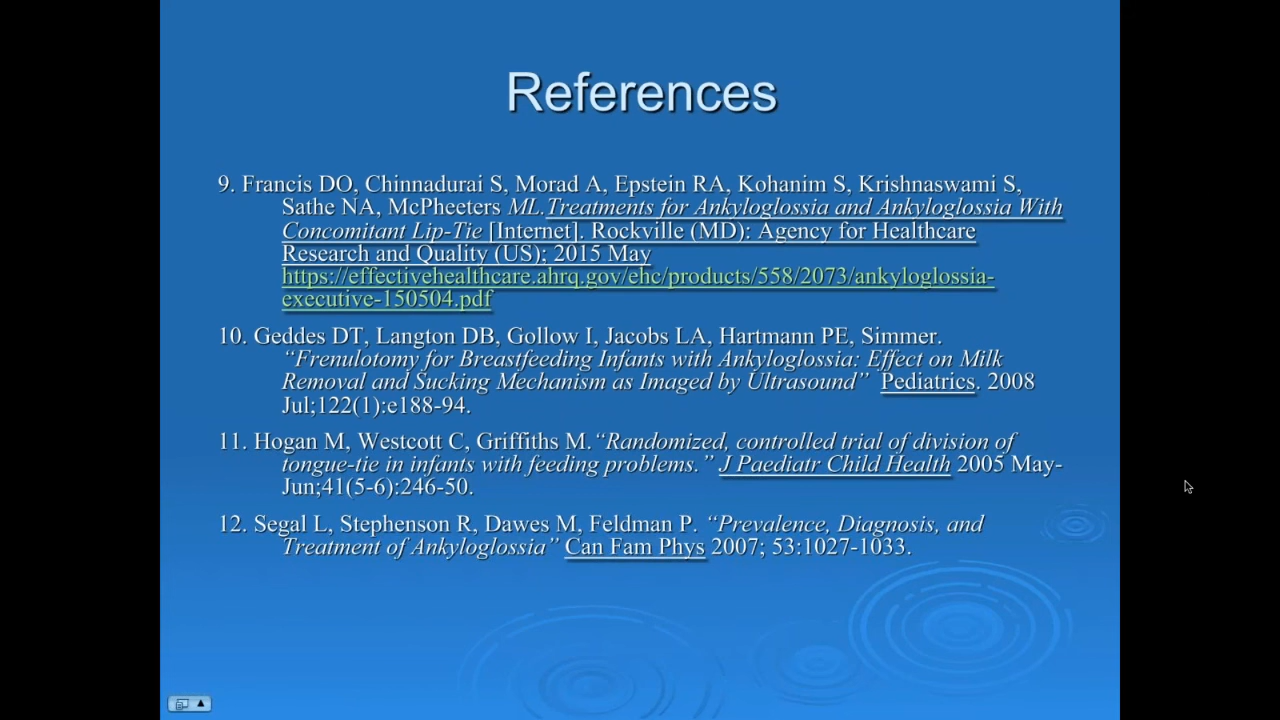 References
9. Francis DO, Chinnadurai S, Morad A, Epstein RA, Kohanim S, Krishnaswami S,
Sathe NA, McPheeters ML.Treatments for Ankyloglossia and Ankyloglossia With
Concomitant Lip-Tie [Internet]. Rockville (MD): Agency for Healthcare
Research and Quality (US); 2015 May
https://effectivehealthcare.ahrq.gov/ehc/products/558/2073/ankyloglossia-
executive-150504.pdf
10. Geddes DT, Langton DB, Gollow I, Jacobs LA, Hartmann PE, Simmer.
“Frenulotomy for Breastfeeding Infants with Ankyloglossia: Effect on Milk
Removal and Sucking Mechanism as Imaged by Ultrasound” Pediatrics. 2008
Jul;122(1):e188-94.
11. Hogan M, Westcott C, Griffiths M.“Randomized, controlled trial of division of
tongue-tie in infants with feeding problems.” J Paediatr Child Health 2005 May-
Jun;41(5-6):246-50.
12. Segal L, Stephenson R, Dawes M, Feldman P. “Prevalence, Diagnosis, and
Treatment of Ankyloglossia” Can Fam Phys 2007; 53:1027-1033.